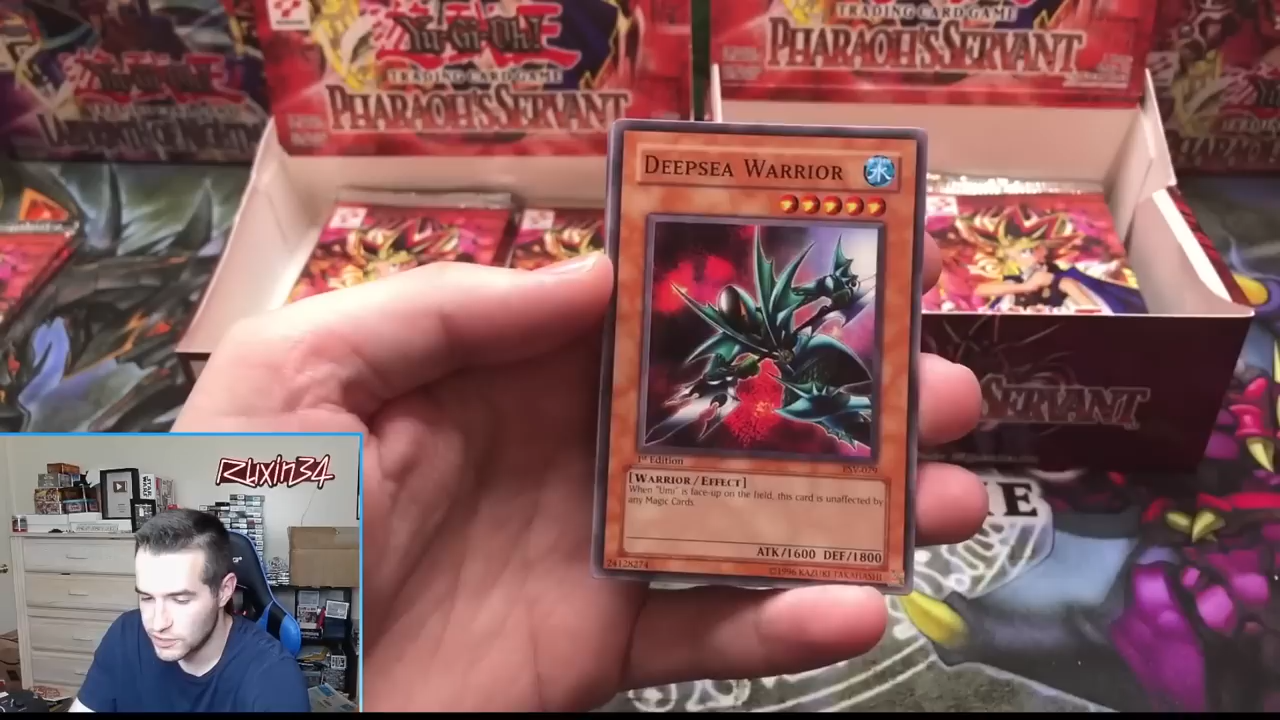 Yu-Gi-Oh!
TRADING CARD GAME
PHARAOH'S SERVANT
TRADING CARD GAME
PHARAOH'S SERVANT
DEEPSEA WARRIOR
水
1st Edition
PSV-079
[WARRIOR/EFFECT]
When "Umi" is face-up on the field, this card is unaffected by
any Magic Cards.
ATK/1600 DEF/1800
24128274
©1996 KAZUKI TAKAHASHI
SERVANT
Ruxin34
STAR WARS